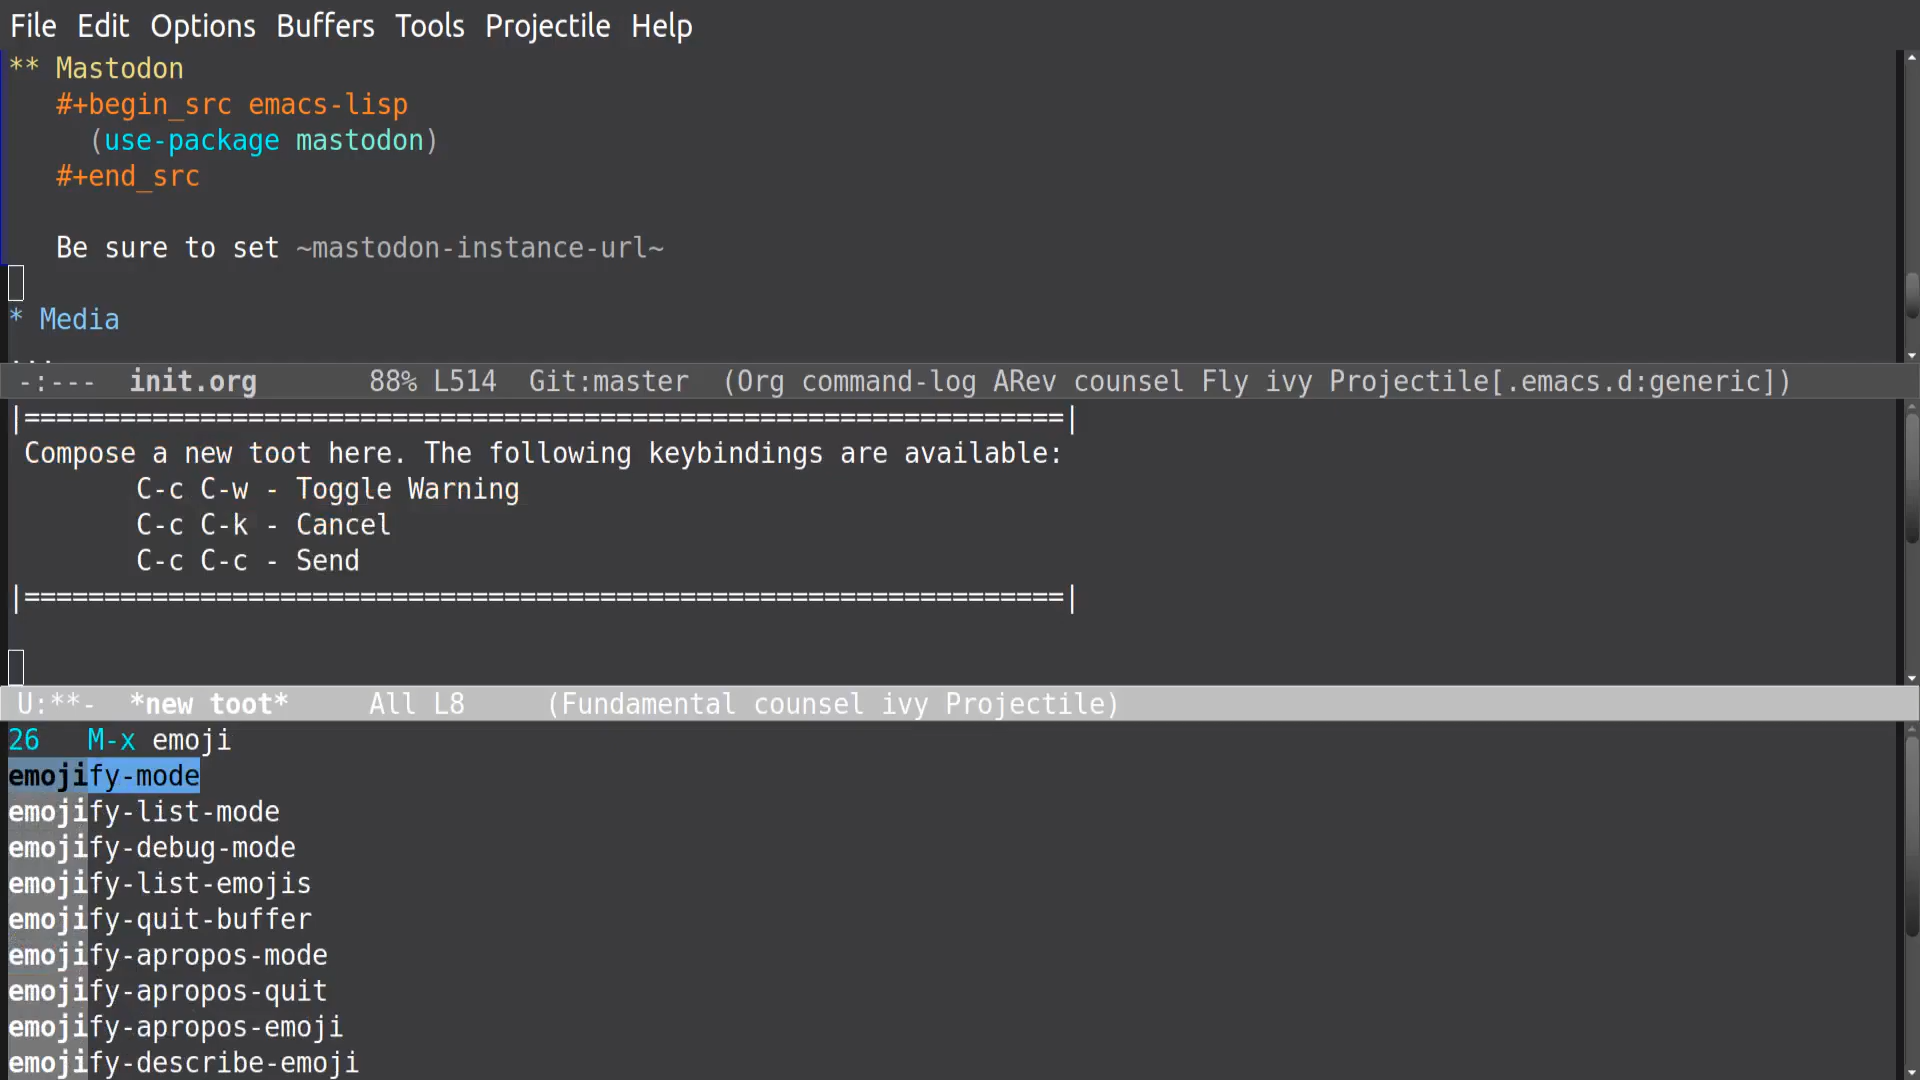 File Edit Options Buffers Tools Projectile Help
** Mastodon
#+begin_src emacs-lisp
(use-package mastodon)
#+end_src
Be sure to set ~mastodon-instance-url~
* Media
...
-:--- init.org 88% L514 Git:master (Org command-log ARev counsel Fly ivy Projectile[.emacs.d:generic])
|=================================================================|
Compose a new toot here. The following keybindings are available:
C-c C-w - Toggle Warning
C-c C-k - Cancel
C-c C-c - Send
|=================================================================|
U:**- *new toot* All L8 (Fundamental counsel ivy Projectile)
26 M-x emoji
emojify-mode
emojify-list-mode
emojify-debug-mode
emojify-list-emojis
emojify-quit-buffer
emojify-apropos-mode
emojify-apropos-quit
emojify-apropos-emoji
emojify-describe-emoji